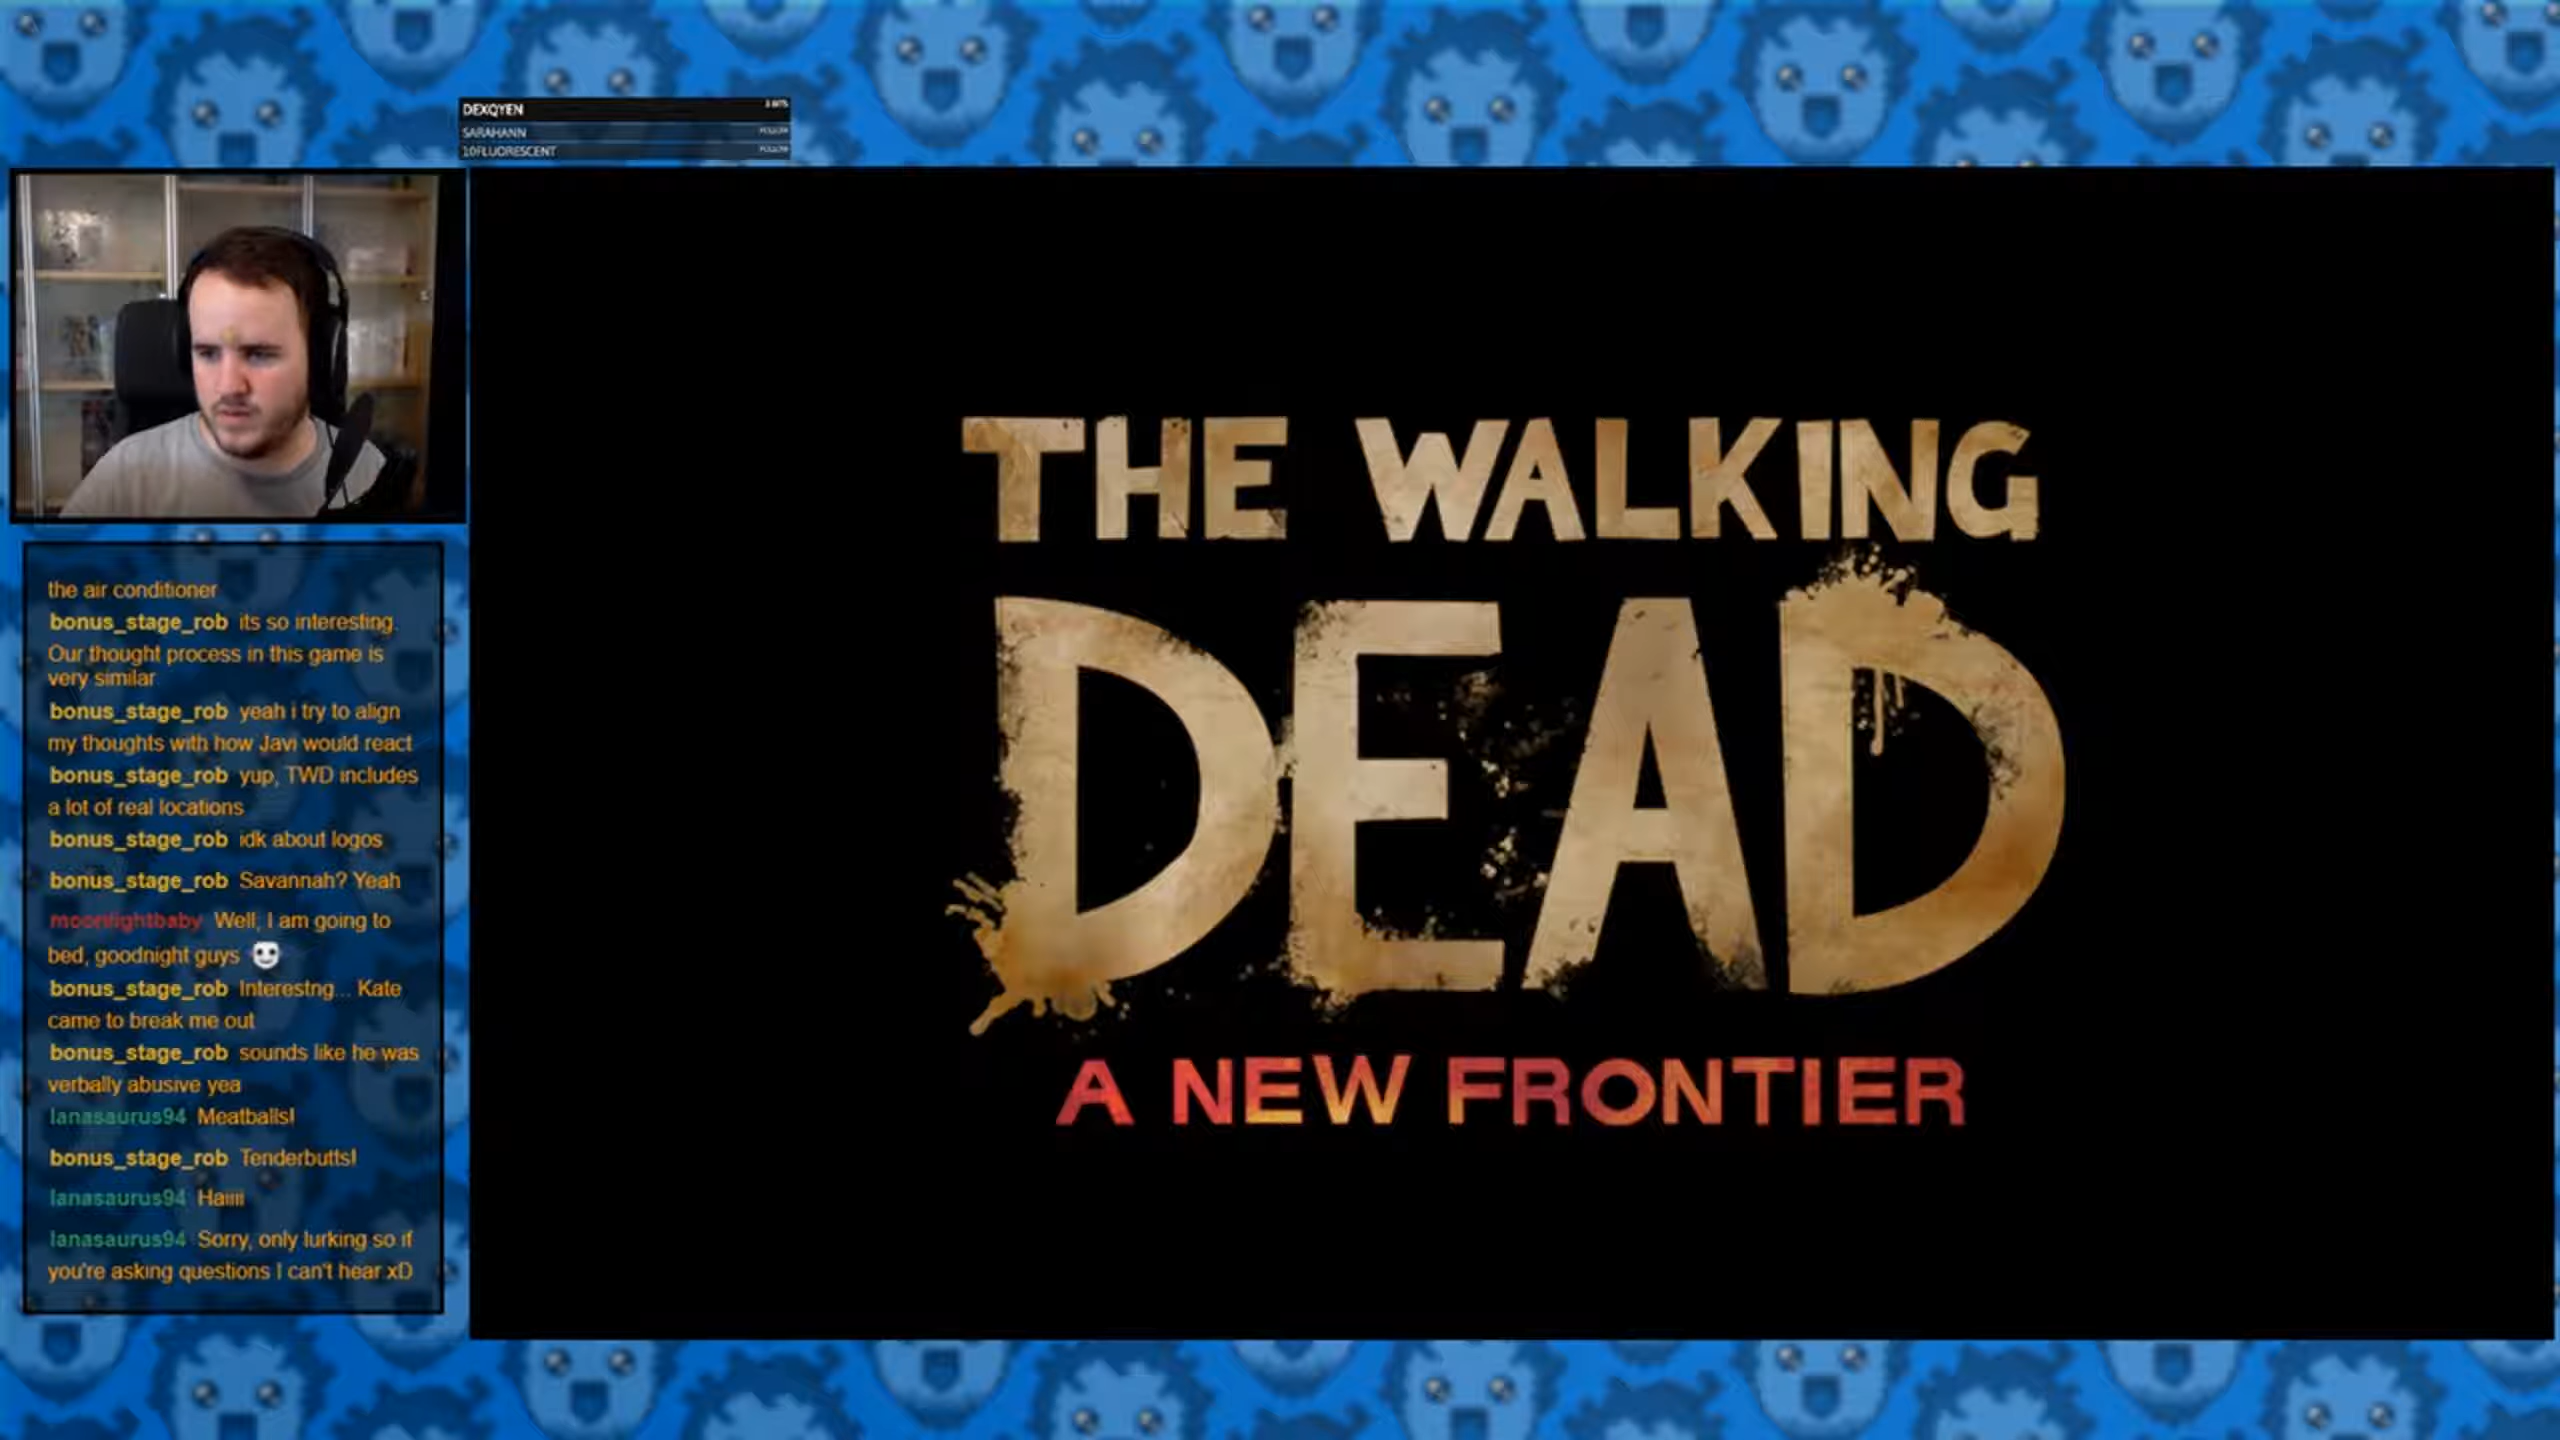 DEXQYEN 3 BITS
SARAHANN FOLLOW
10FLUORESCENT FOLLOW
the air conditioner
bonus_stage_rob its so interesting.
Our thought process in this game is
very similar
bonus_stage_rob yeah i try to align
my thoughts with how Javi would react
bonus_stage_rob yup, TWD includes
a lot of real locations
bonus_stage_rob idk about logos
bonus_stage_rob Savannah? Yeah
moonlightbaby Well, I am going to
bed, goodnight guys
bonus_stage_rob Interestng... Kate
came to break me out
bonus_stage_rob sounds like he was
verbally abusive yea
lanasaurus94 Meatballs!
bonus_stage_rob Tenderbutts!
lanasaurus94 Haiiii
lanasaurus94 Sorry, only lurking so if
you're asking questions I can't hear xD
THE WALKING
DEAD
A NEW FRONTIER